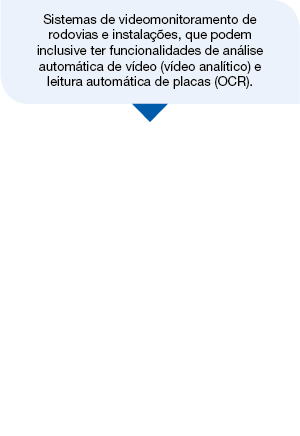 Sistemas de videomonitoramento de
rodovias e instalações, que podem
inclusive ter funcionalidades de análise
automática de vídeo (vídeo analítico) e
leitura automática de placas (OCR).